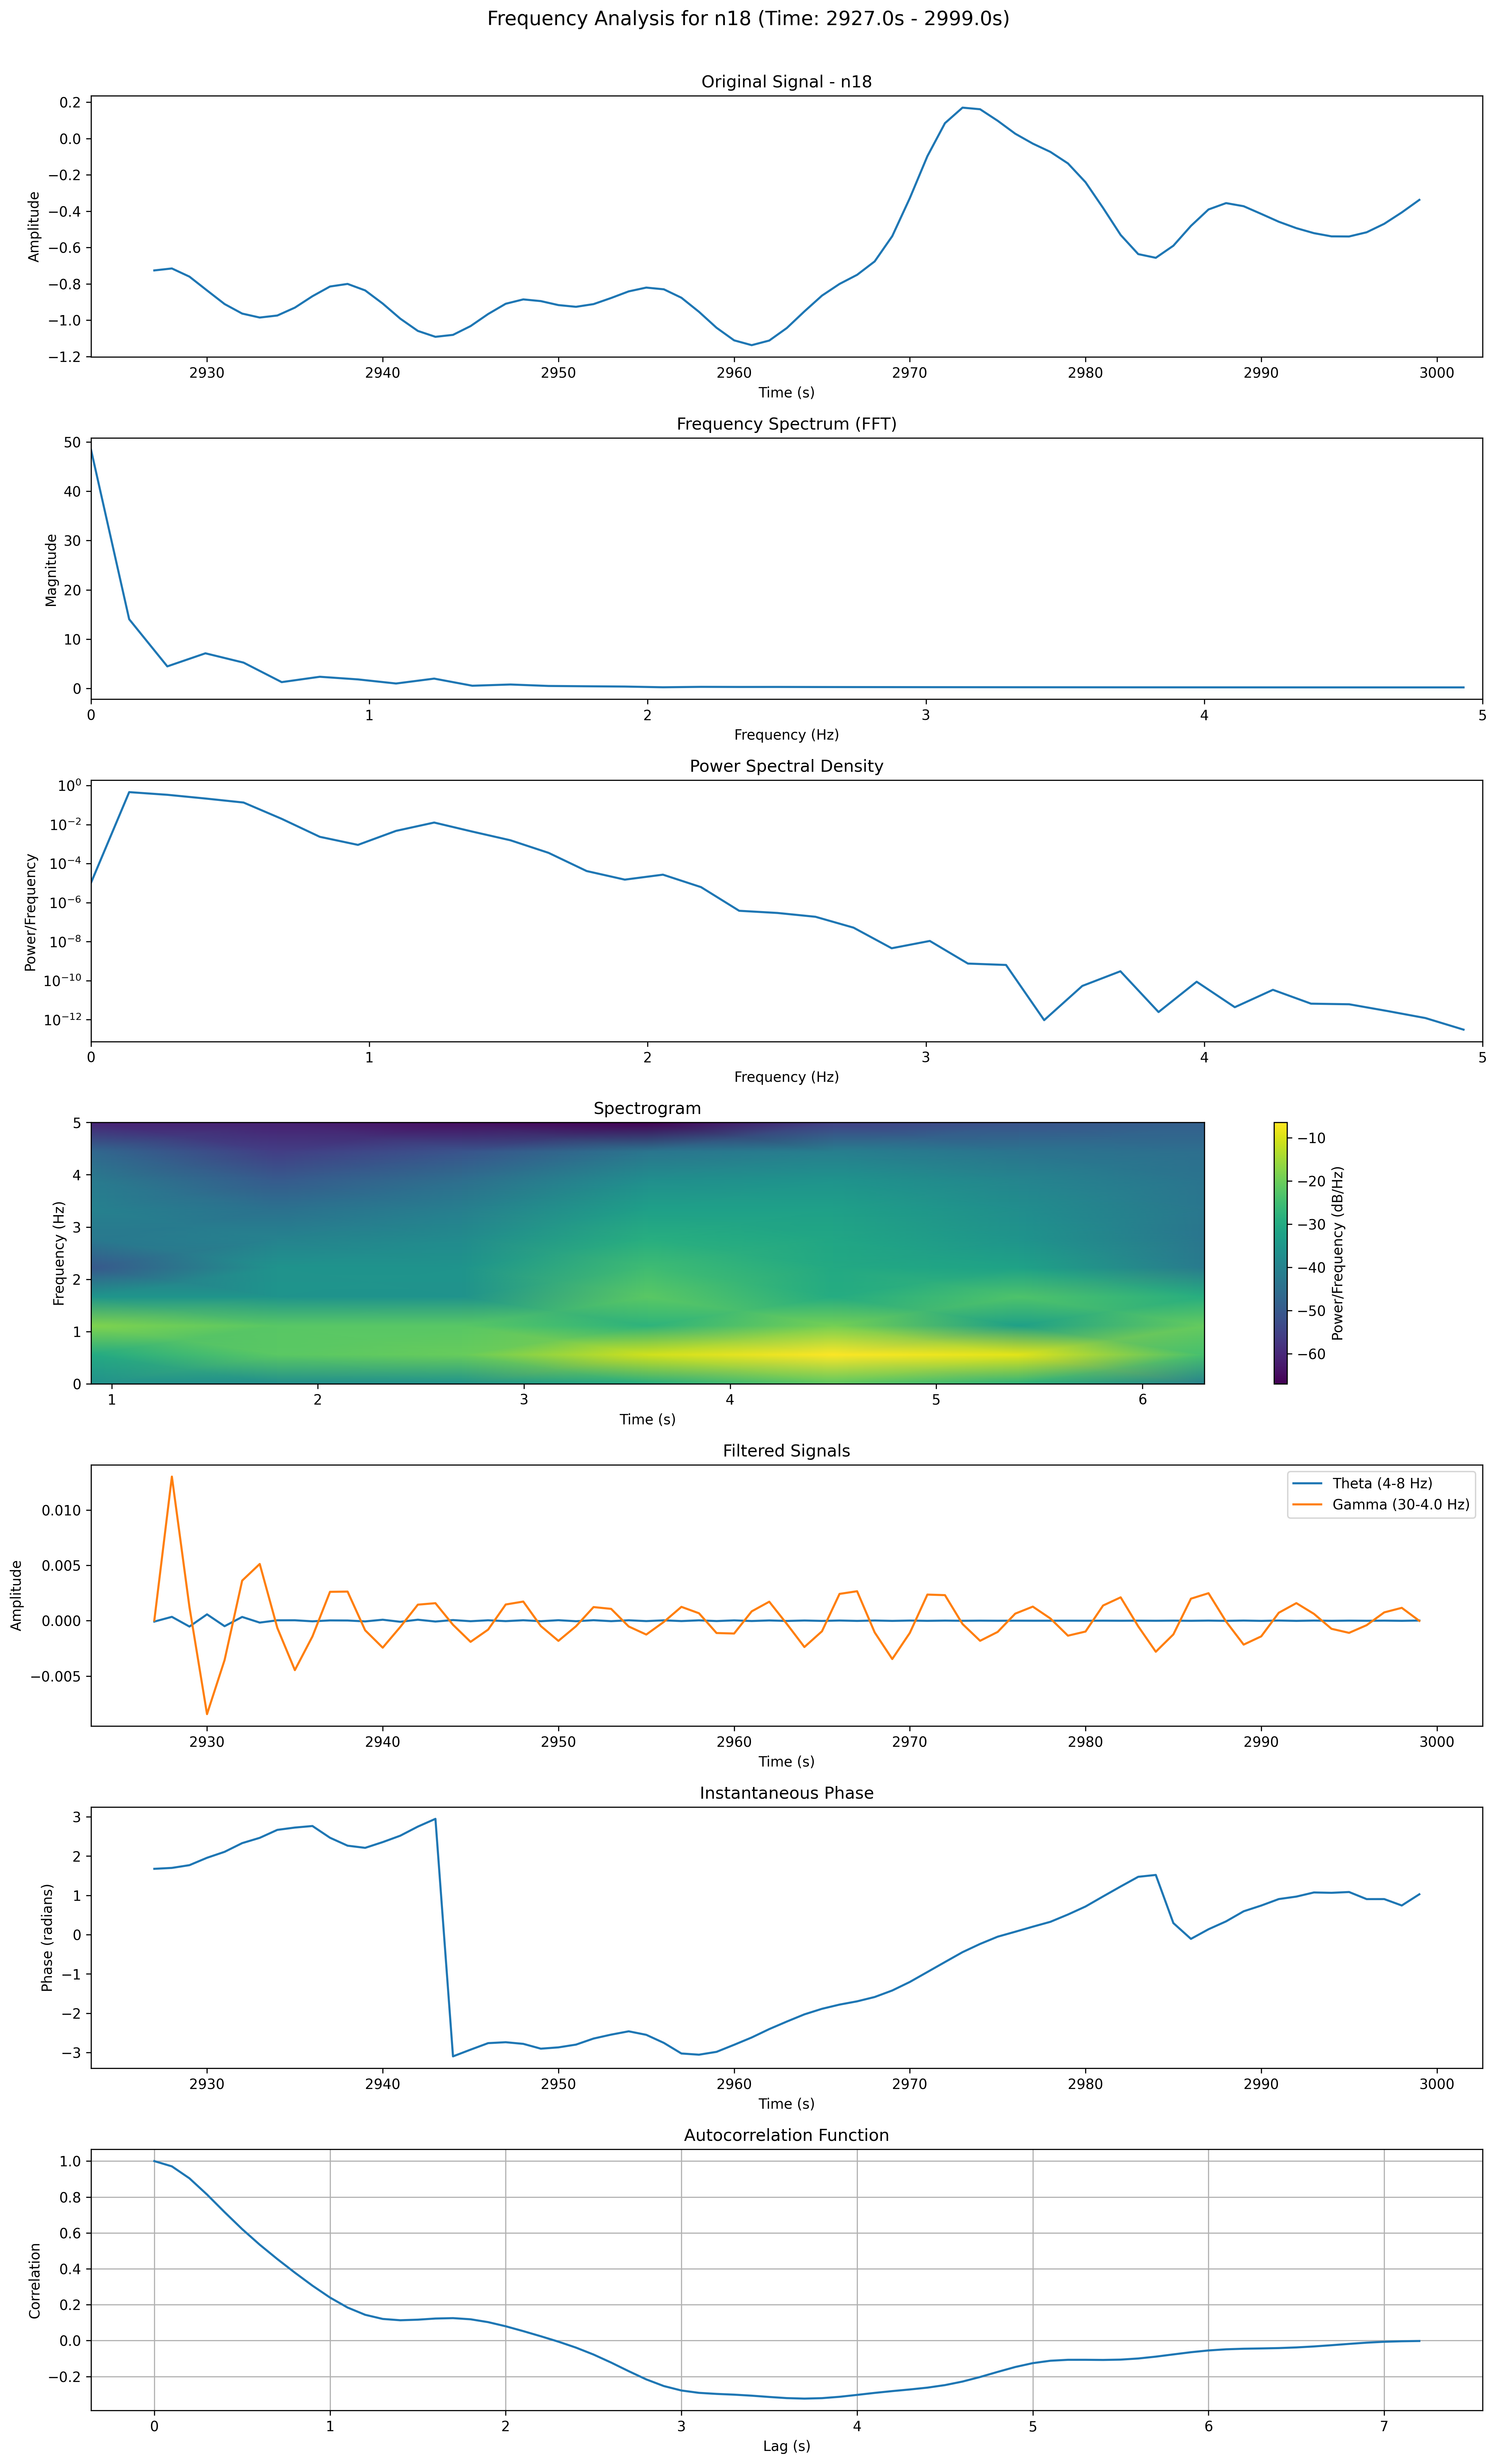 Frequency Analysis for n18 (Time: 2927.0s - 2999.0s)
Original Signal - n18
Amplitude
0.2
0.0
−0.2
−0.4
−0.6
−0.8
−1.0
−1.2
2930 2940 2950 2960 2970 2980 2990 3000
Time (s)
Frequency Spectrum (FFT)
Magnitude
50
40
30
20
10
0
0 1 2 3 4 5
Frequency (Hz)
Power Spectral Density
Power/Frequency
10⁰
10⁻²
10⁻⁴
10⁻⁶
10⁻⁸
10⁻¹⁰
10⁻¹²
0 1 2 3 4 5
Frequency (Hz)
Spectrogram
Frequency (Hz)
5
4
3
2
1
0
1 2 3 4 5 6
Time (s)
−10
−20
−30
−40
−50
−60
Power/Frequency (dB/Hz)
Filtered Signals
Amplitude
0.010
0.005
0.000
−0.005
Theta (4-8 Hz)
Gamma (30-4.0 Hz)
2930 2940 2950 2960 2970 2980 2990 3000
Time (s)
Instantaneous Phase
Phase (radians)
3
2
1
0
−1
−2
−3
2930 2940 2950 2960 2970 2980 2990 3000
Time (s)
Autocorrelation Function
Correlation
1.0
0.8
0.6
0.4
0.2
0.0
−0.2
0 1 2 3 4 5 6 7
Lag (s)